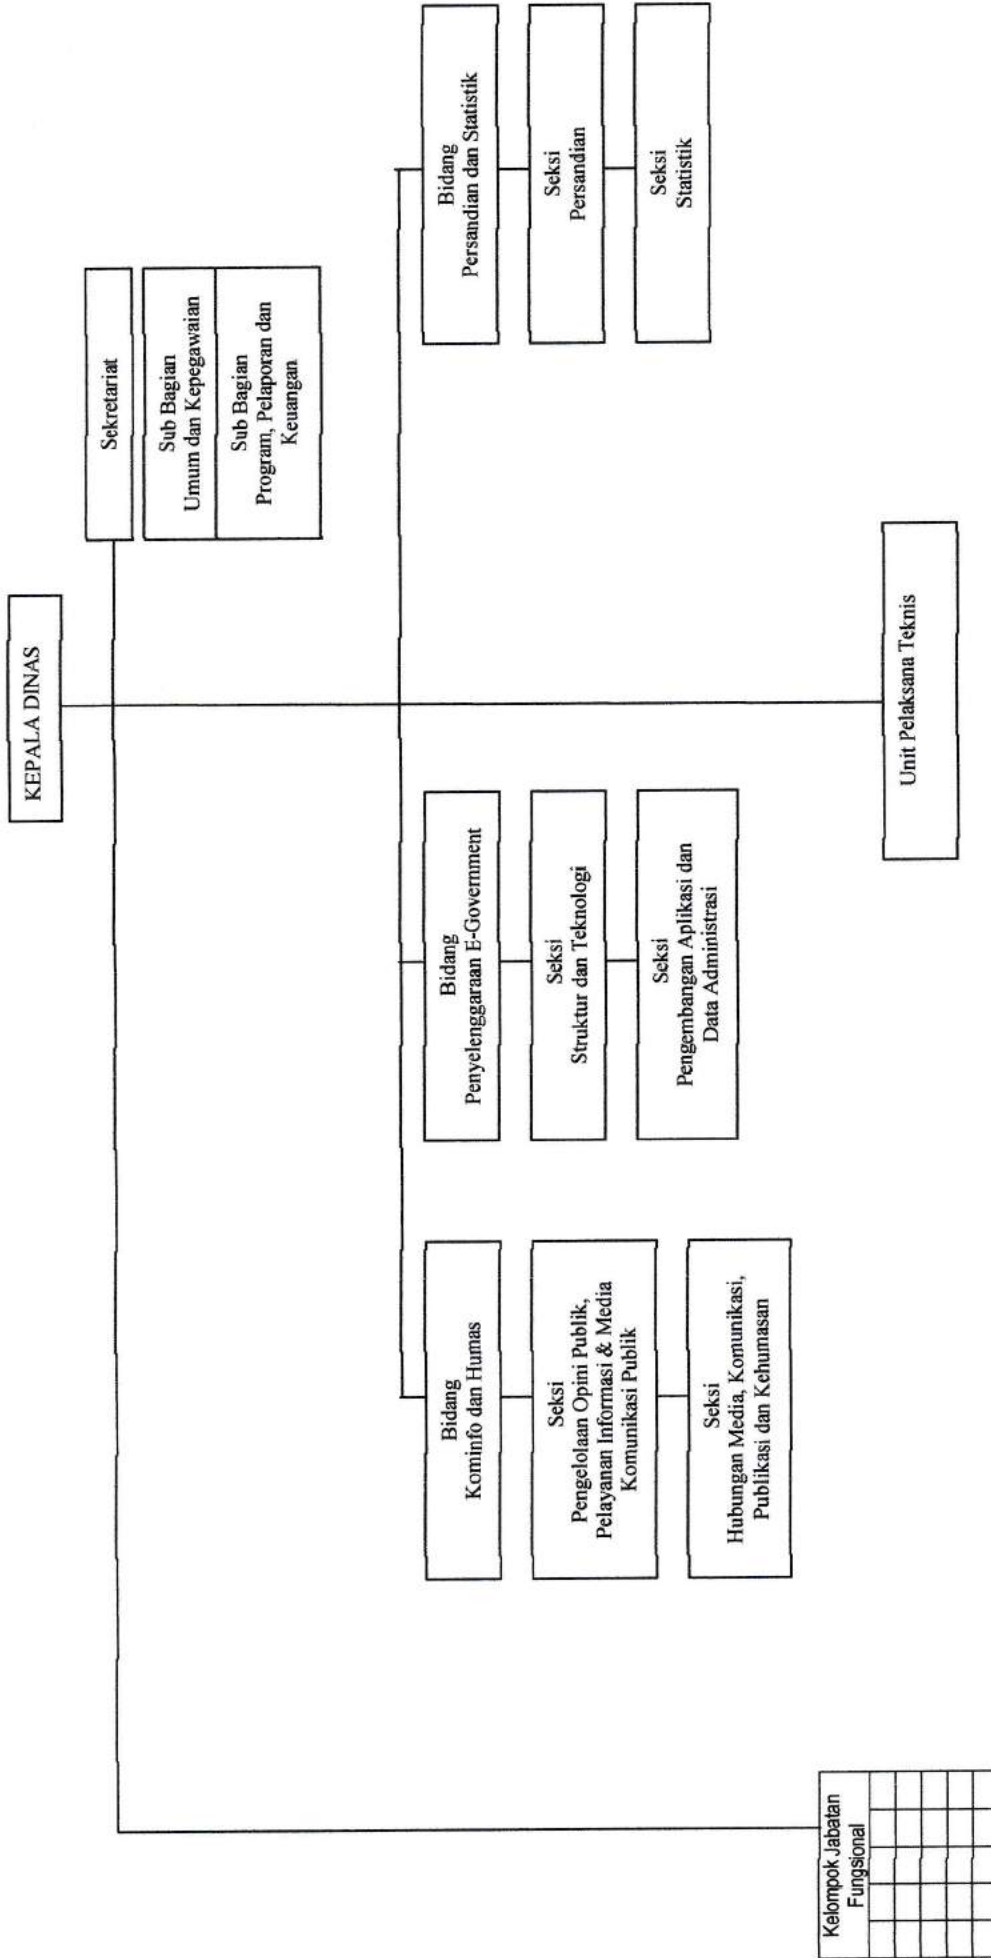 KEPALA DINAS
Sekretariat
Sub Bagian
Umum dan Kepegawaian
Sub Bagian
Program, Pelaporan dan
Keuangan
Bidang
Kominfo dan Humas
Seksi
Pengelolaan Opini Publik,
Pelayanan Informasi & Media
Komunikasi Publik
Seksi
Hubungan Media, Komunikasi,
Publikasi dan Kehumasan
Bidang
Penyelenggaraan E-Government
Seksi
Struktur dan Teknologi
Seksi
Pengembangan Aplikasi dan
Data Administrasi
Bidang
Persandian dan Statistik
Seksi
Persandian
Seksi
Statistik
Kelompok Jabatan
Fungsional
Unit Pelaksana Teknis